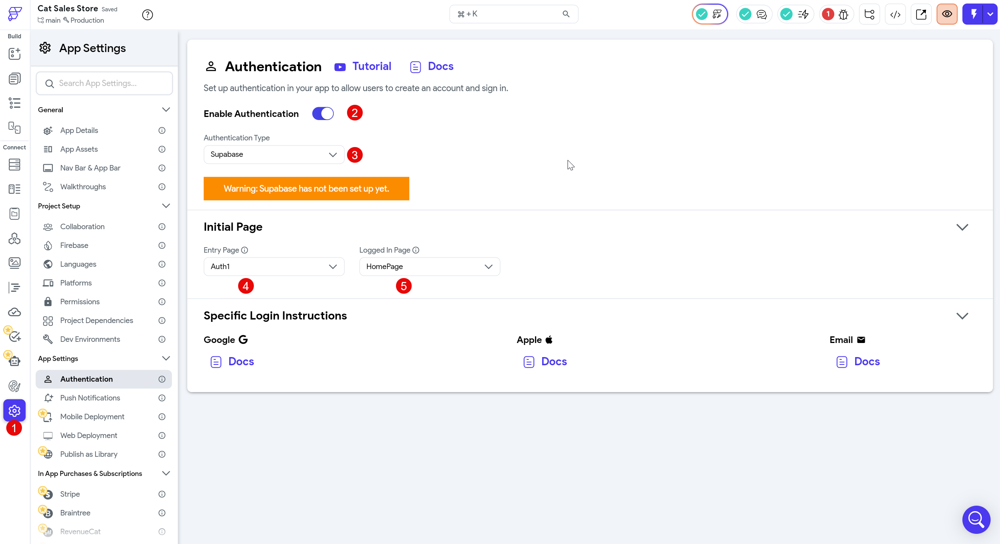 Cat Sales Store Saved
main Production
?
⌘ + K
1
</>
Build
Connect
1
App Settings
Search App Settings...
General
App Details
App Assets
Nav Bar & App Bar
Walkthroughs
Project Setup
Collaboration
Firebase
Languages
Platforms
Permissions
Project Dependencies
Dev Environments
App Settings
Authentication
Push Notifications
Mobile Deployment
Web Deployment
Publish as Library
In App Purchases & Subscriptions
Stripe
Braintree
RevenueCat
Authentication Tutorial Docs
Set up authentication in your app to allow users to create an account and sign in.
Enable Authentication 2
Authentication Type
Supabase 3
Warning: Supabase has not been set up yet.
Initial Page
Entry Page Logged In Page
Auth1 HomePage
4 5
Specific Login Instructions
Google Apple Email
Docs Docs Docs